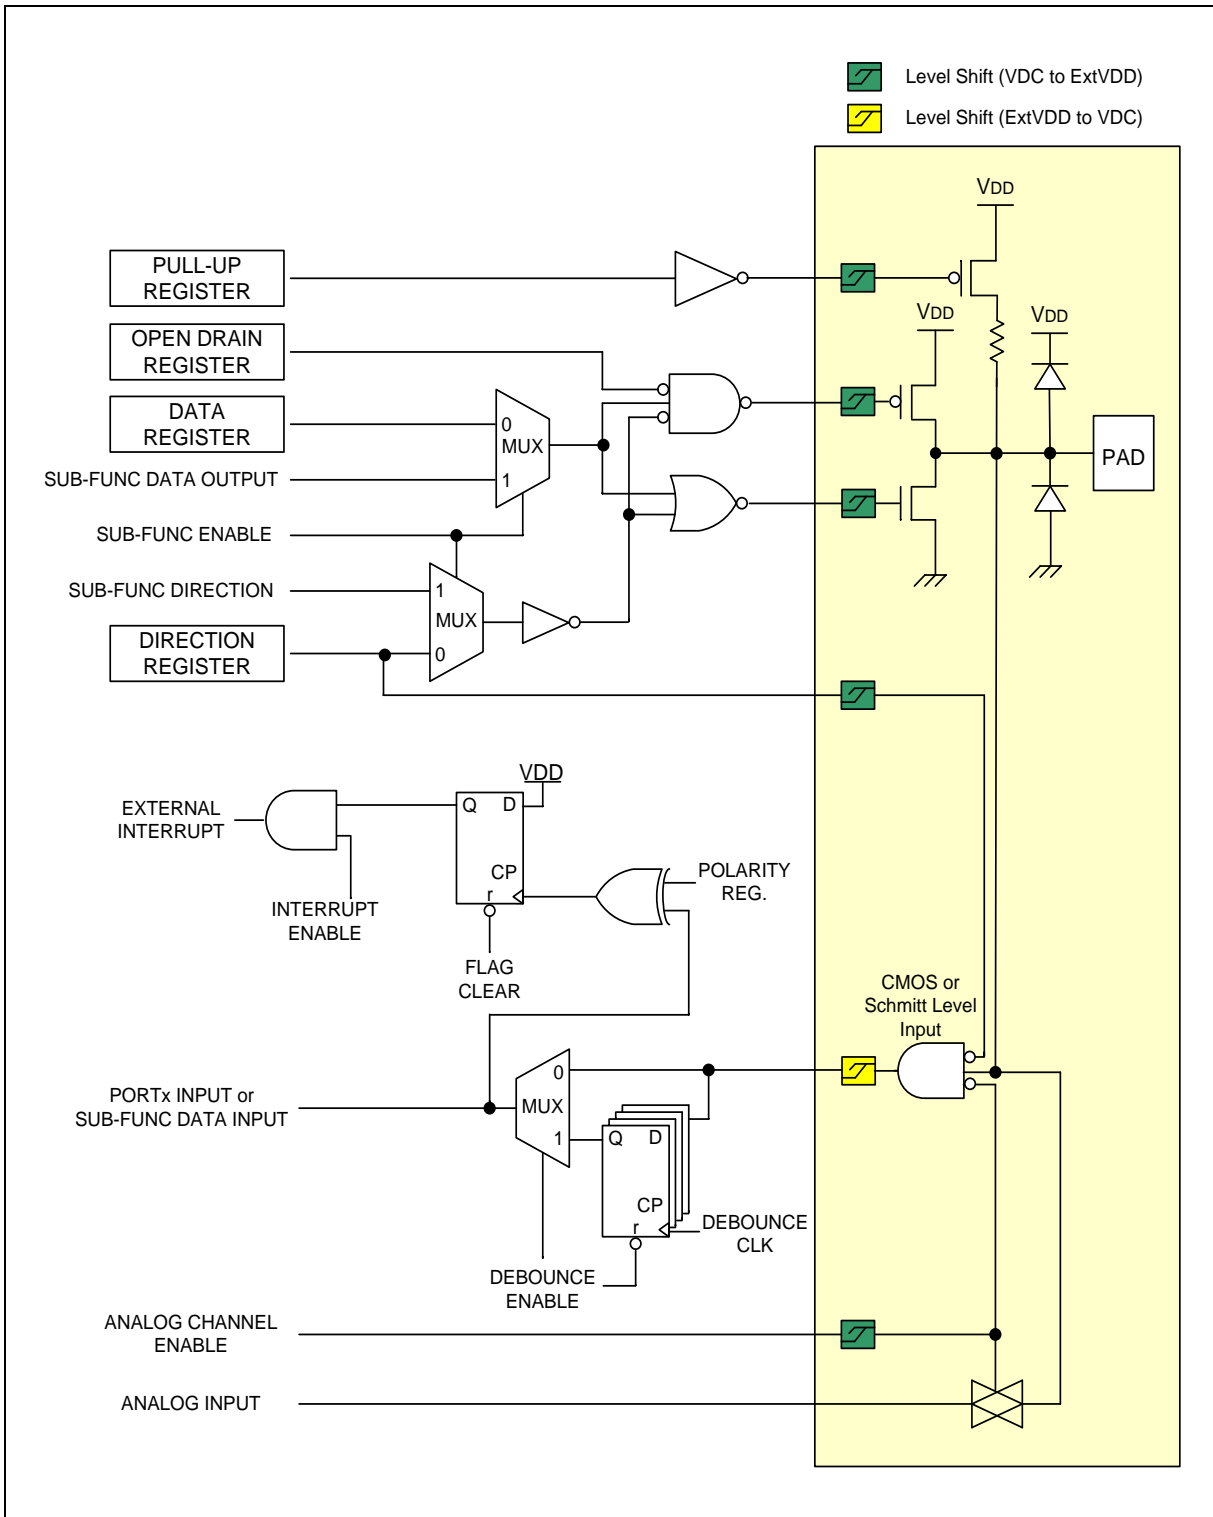 Level Shift (VDC to ExtVDD)
Level Shift (ExtVDD to VDC)
VDD
PULL-UP
REGISTER
VDD
VDD
OPEN DRAIN
REGISTER
DATA
REGISTER
0
MUX
1
SUB-FUNC DATA OUTPUT
PAD
SUB-FUNC ENABLE
SUB-FUNC DIRECTION
1
MUX
0
DIRECTION
REGISTER
VDD
EXTERNAL
INTERRUPT
Q D
CP
r
POLARITY
REG.
INTERRUPT
ENABLE
FLAG
CLEAR
CMOS or
Schmitt Level
Input
PORTx INPUT or
SUB-FUNC DATA INPUT
0
MUX
1
Q D
CP
r
DEBOUNCE
CLK
DEBOUNCE
ENABLE
ANALOG CHANNEL
ENABLE
ANALOG INPUT